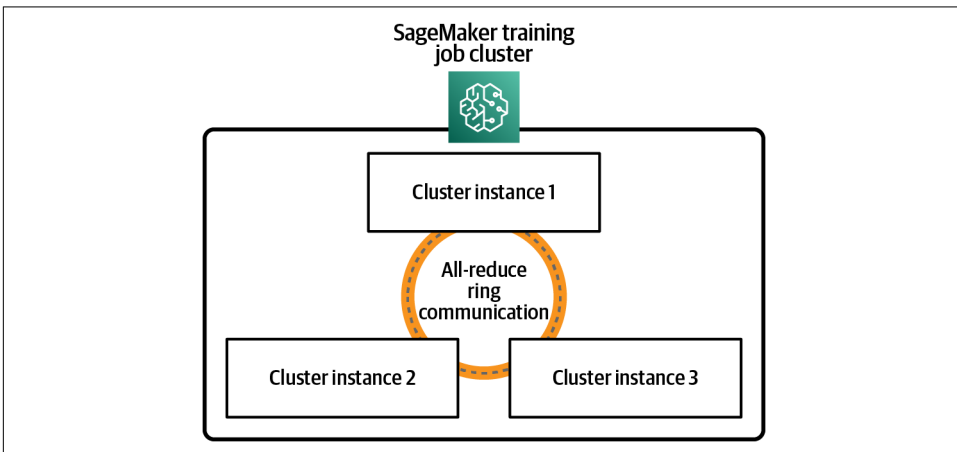 SageMaker training
job cluster
Cluster instance 1
All-reduce
ring
communication
Cluster instance 2
Cluster instance 3